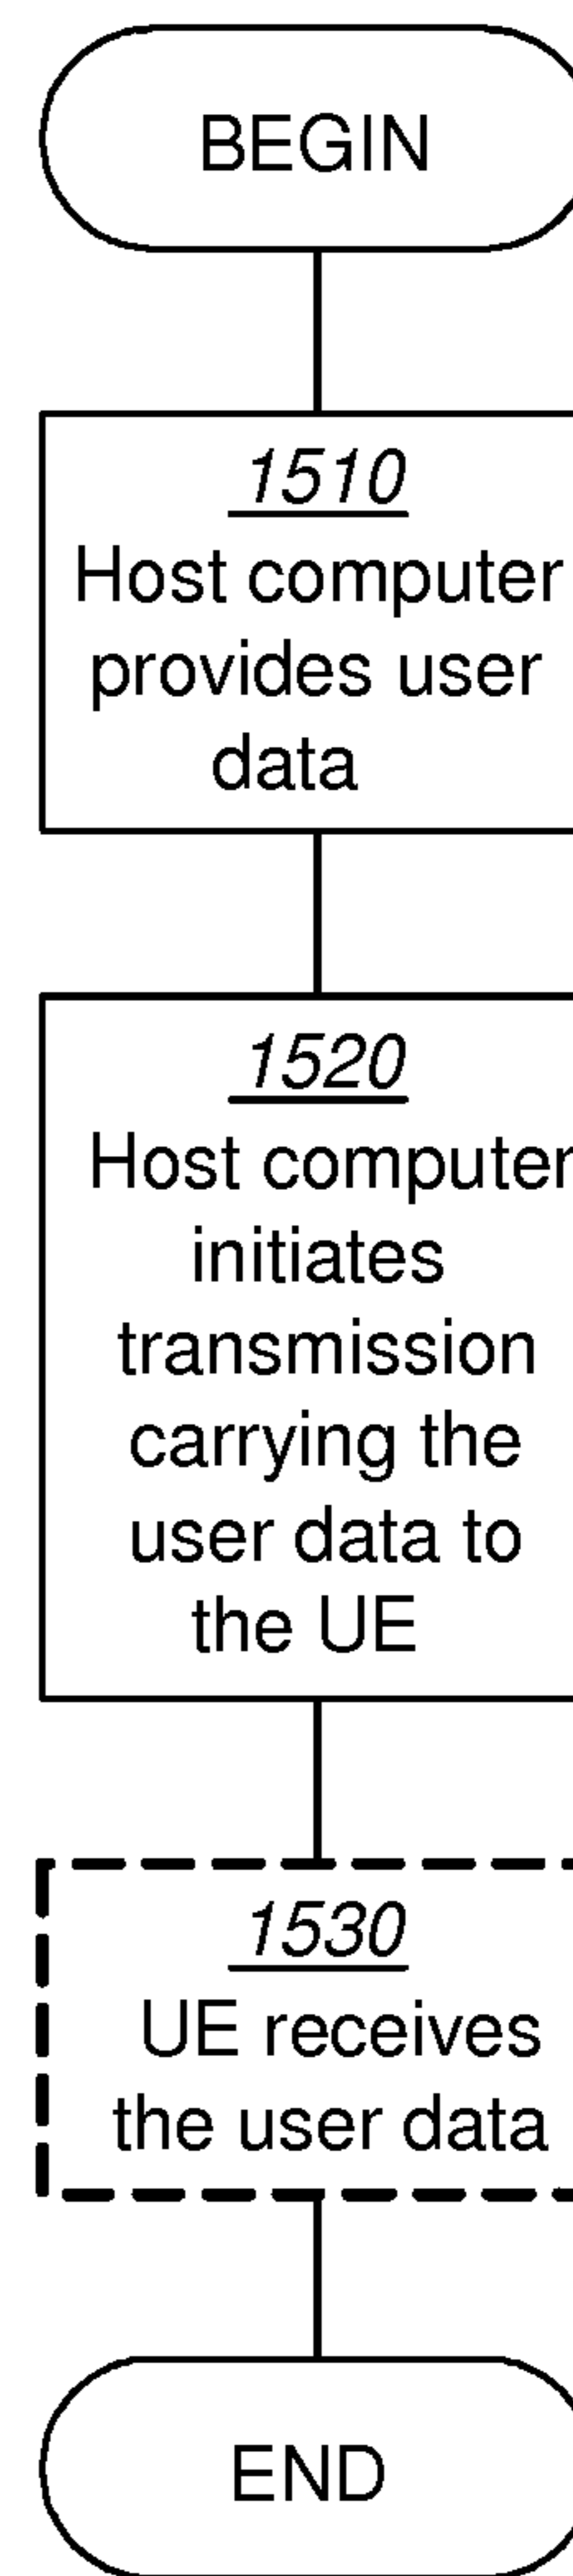 BEGIN
1510
Host computer
provides user
data
1520
Host computer
initiates
transmission
carrying the
user data to
the UE
1530
UE receives
the user data
END